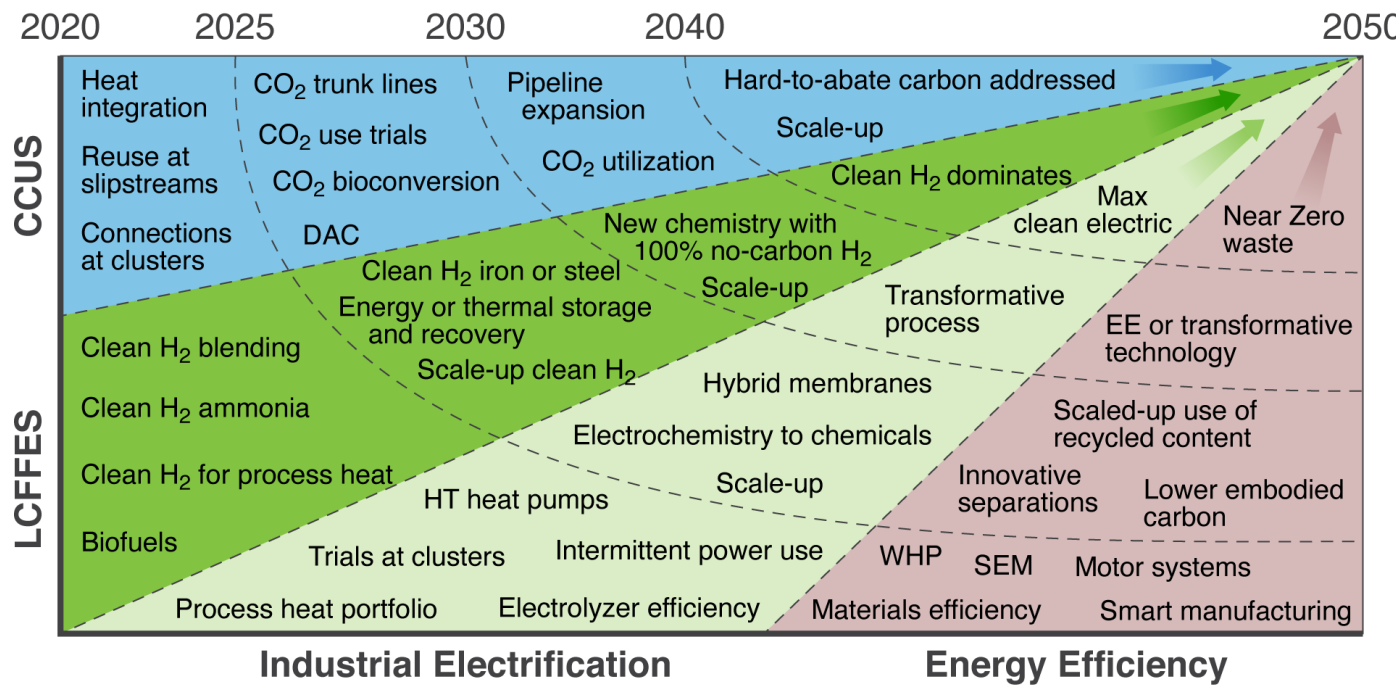 2020 2025 2030 2040 2050
CCUS
Heat
integration
Reuse at
slipstreams
Connections
at clusters
CO₂ trunk lines
CO₂ use trials
CO₂ bioconversion
DAC
Pipeline
expansion
CO₂ utilization
Hard-to-abate carbon addressed
Scale-up
LCFFES
Clean H₂ blending
Clean H₂ ammonia
Clean H₂ for process heat
Biofuels
Clean H₂ iron or steel
Energy or thermal storage
and recovery
Scale-up clean H₂
New chemistry with
100% no-carbon H₂
Scale-up
Clean H₂ dominates
HT heat pumps
Trials at clusters
Intermittent power use
Process heat portfolio
Electrolyzer efficiency
Hybrid membranes
Electrochemistry to chemicals
Scale-up
Transformative
process
Max
clean electric
WHP
SEM
Motor systems
Materials efficiency
Smart manufacturing
Scaled-up use of
recycled content
Innovative
separations
Lower embodied
carbon
EE or transformative
technology
Near Zero
waste
Industrial Electrification
Energy Efficiency